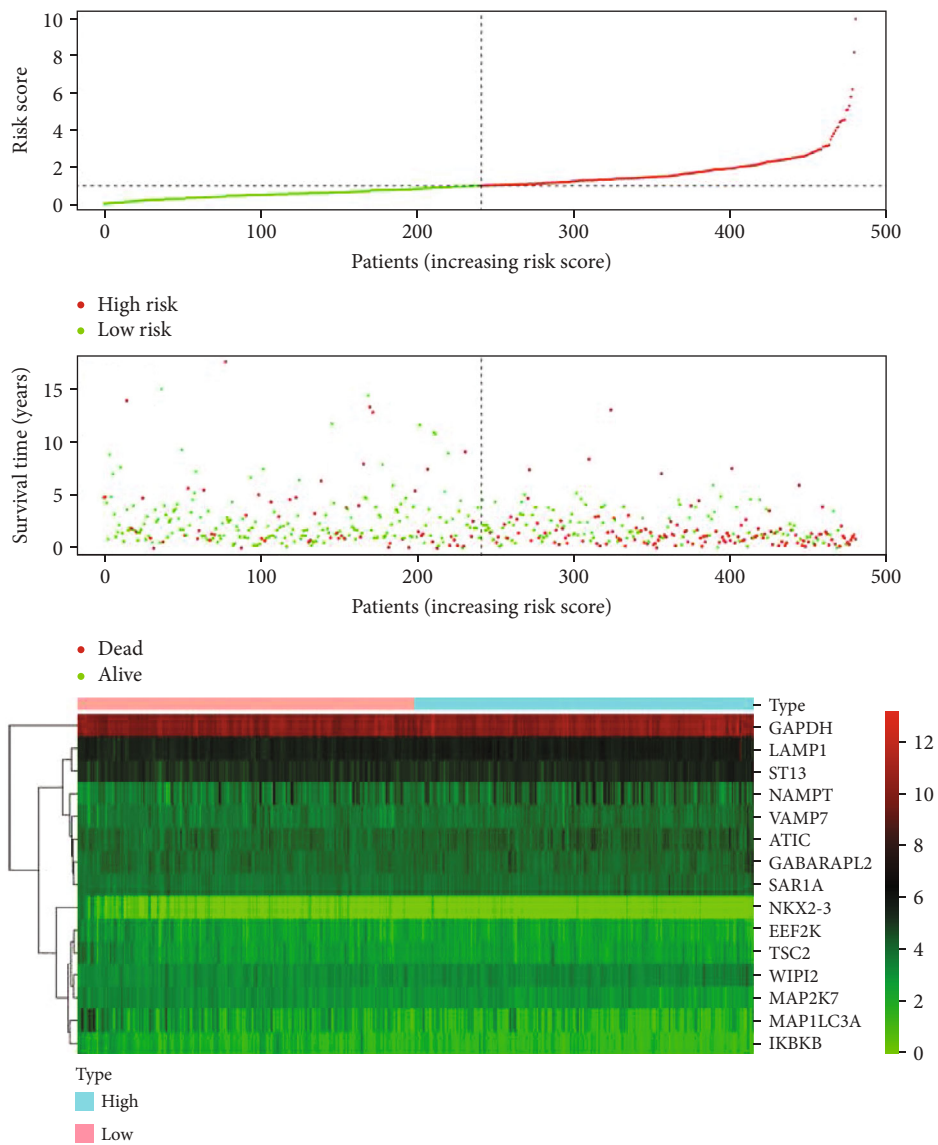 10
8
6
4
2
0
Risk score
0
100
200
300
400
500
Patients (increasing risk score)
High risk
Low risk
15
10
5
0
Survival time (years)
0
100
200
300
400
500
Patients (increasing risk score)
Dead
Alive
Type
GAPDH
LAMP1
ST13
NAMPT
VAMP7
ATIC
GABARAPL2
SAR1A
NKX2-3
EEF2K
TSC2
WIPI2
MAP2K7
MAP1LC3A
IKBKB
12
10
8
6
4
2
0
Type
High
Low